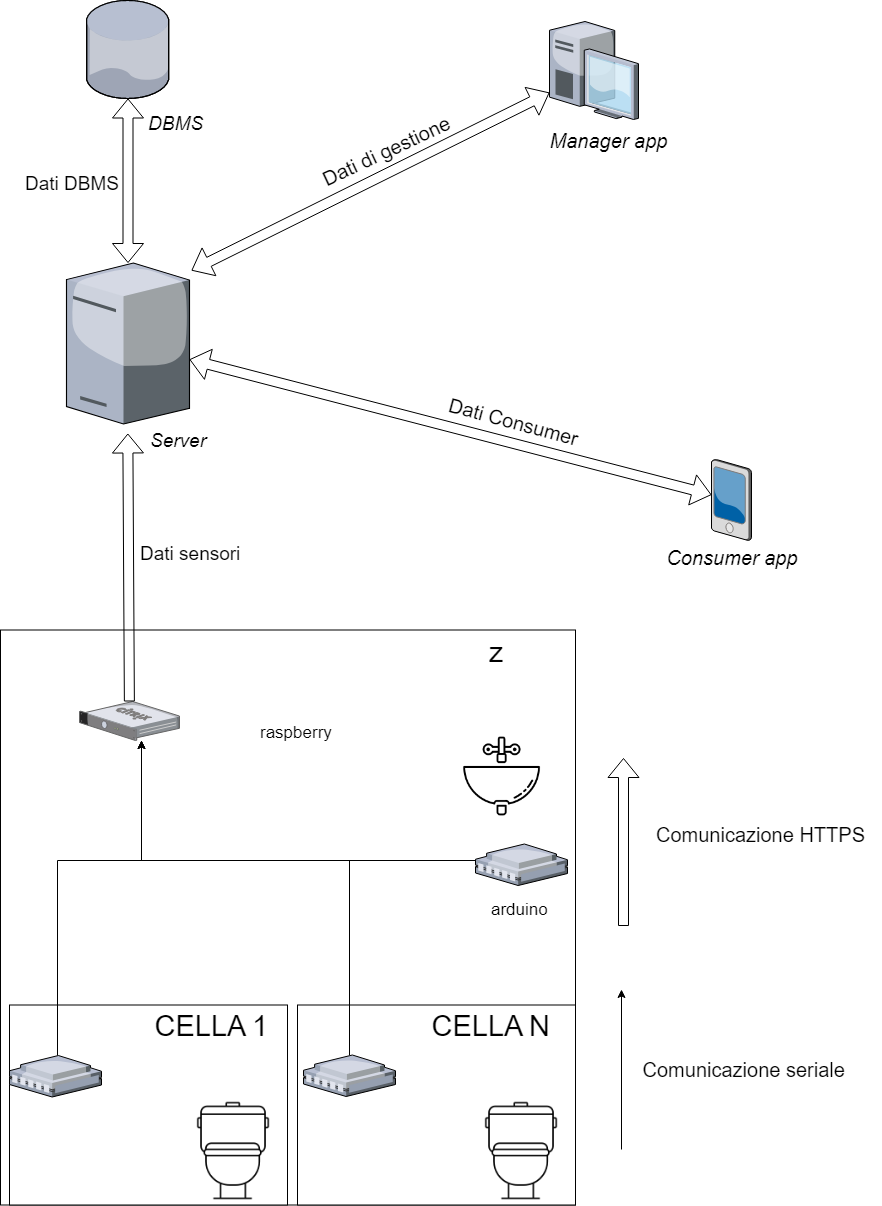 DBMS
Manager app
Dati di gestione
Dati DBMS
Dati Consumer
Server
Dati sensori
Consumer app
z
citrix
raspberry
Comunicazione HTTPS
arduino
CELLA 1
CELLA N
Comunicazione seriale